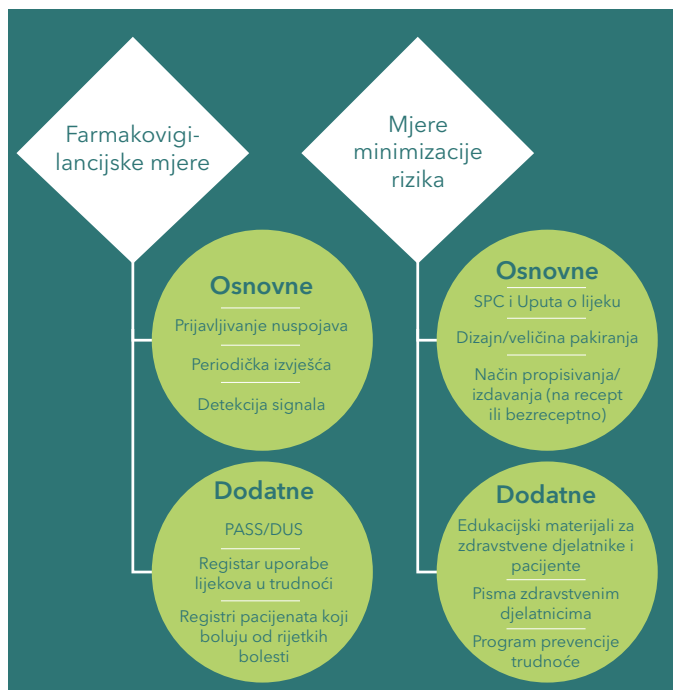 Farmakovigi-
lancijske mjere
Osnovne
Prijavljivanje nuspojava
Periodička izvješća
Detekcija signala
Dodatne
PASS/DUS
Registar uporabe
lijekova u trudnoći
Registri pacijenata koji
boluju od rijetkih
bolesti
Mjere
minimizacije
rizika
Osnovne
SPC i Uputa o lijeku
Dizajn/veličina pakiranja
Način propisivanja/
izdavanja (na recept
ili bezreceptno)
Dodatne
Edukacijski materijali za
zdravstvene djelatnike i
pacijente
Pisma zdravstvenim
djelatnicima
Program prevencije
trudnoće